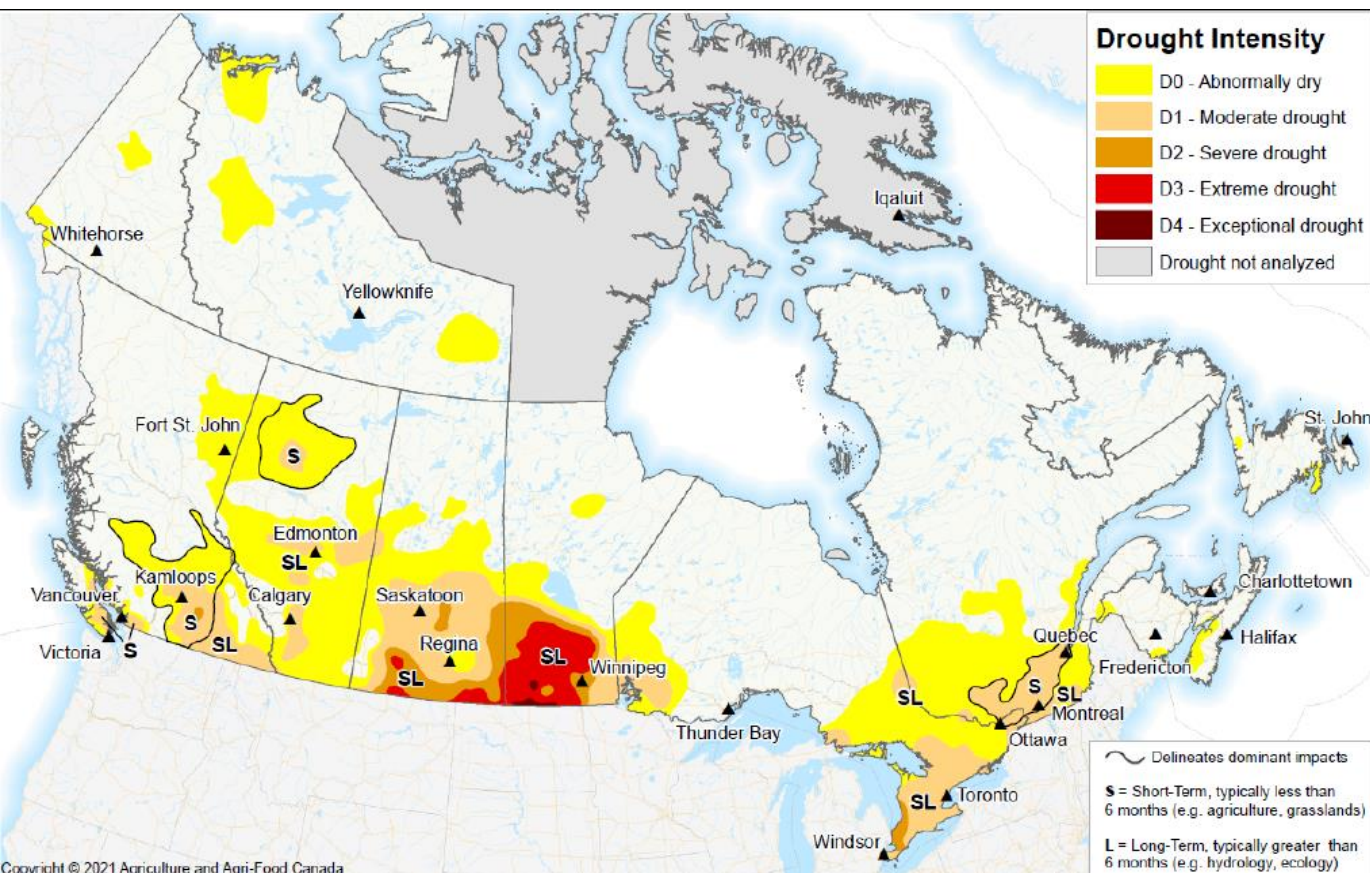 Drought Intensity
D0 - Abnormally dry
D1 - Moderate drought
D2 - Severe drought
D3 - Extreme drought
D4 - Exceptional drought
Drought not analyzed
Iqaluit
Whitehorse
Yellowknife
Fort St. John
S
St. John
Edmonton
SL
Kamloops
Vancouver
Calgary
Saskatoon
Charlottetown
S
Regina
Quebec
Halifax
Victoria
S
SL
SL
SL
Winnipeg
Fredericton
S
SL
SL
Montreal
Thunder Bay
Ottawa
Delineates dominant impacts
SL
Toronto
S = Short-Term, typically less than
6 months (e.g. agriculture, grasslands)
Windsor
L = Long-Term, typically greater than
6 months (e.g. hydrology, ecology)
Copyright © 2021 Agriculture and Agri-Food Canada